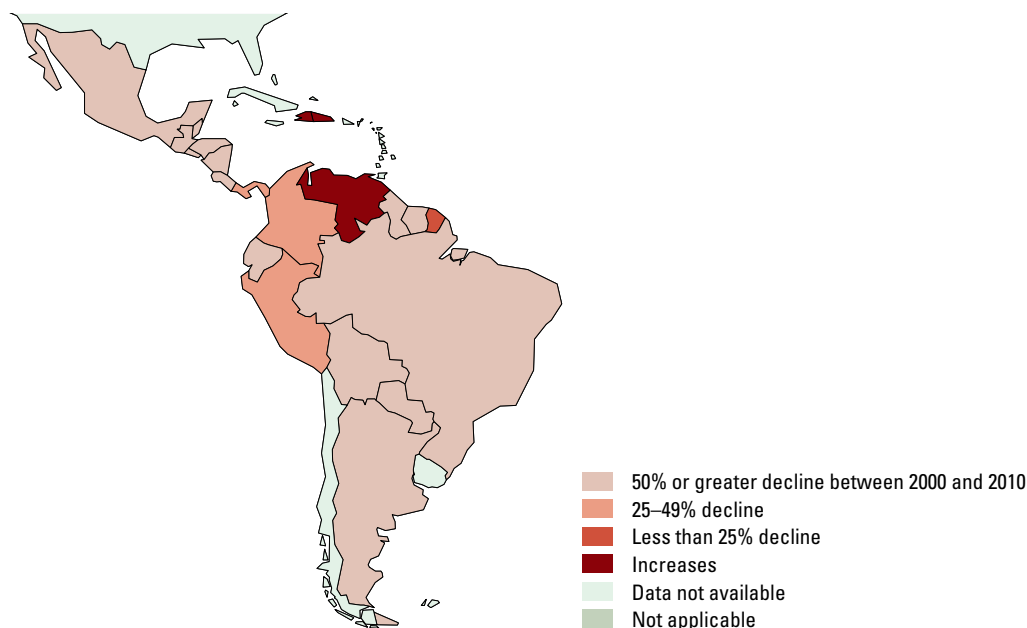 50% or greater decline between 2000 and 2010
25–49% decline
Less than 25% decline
Increases
Data not available
Not applicable